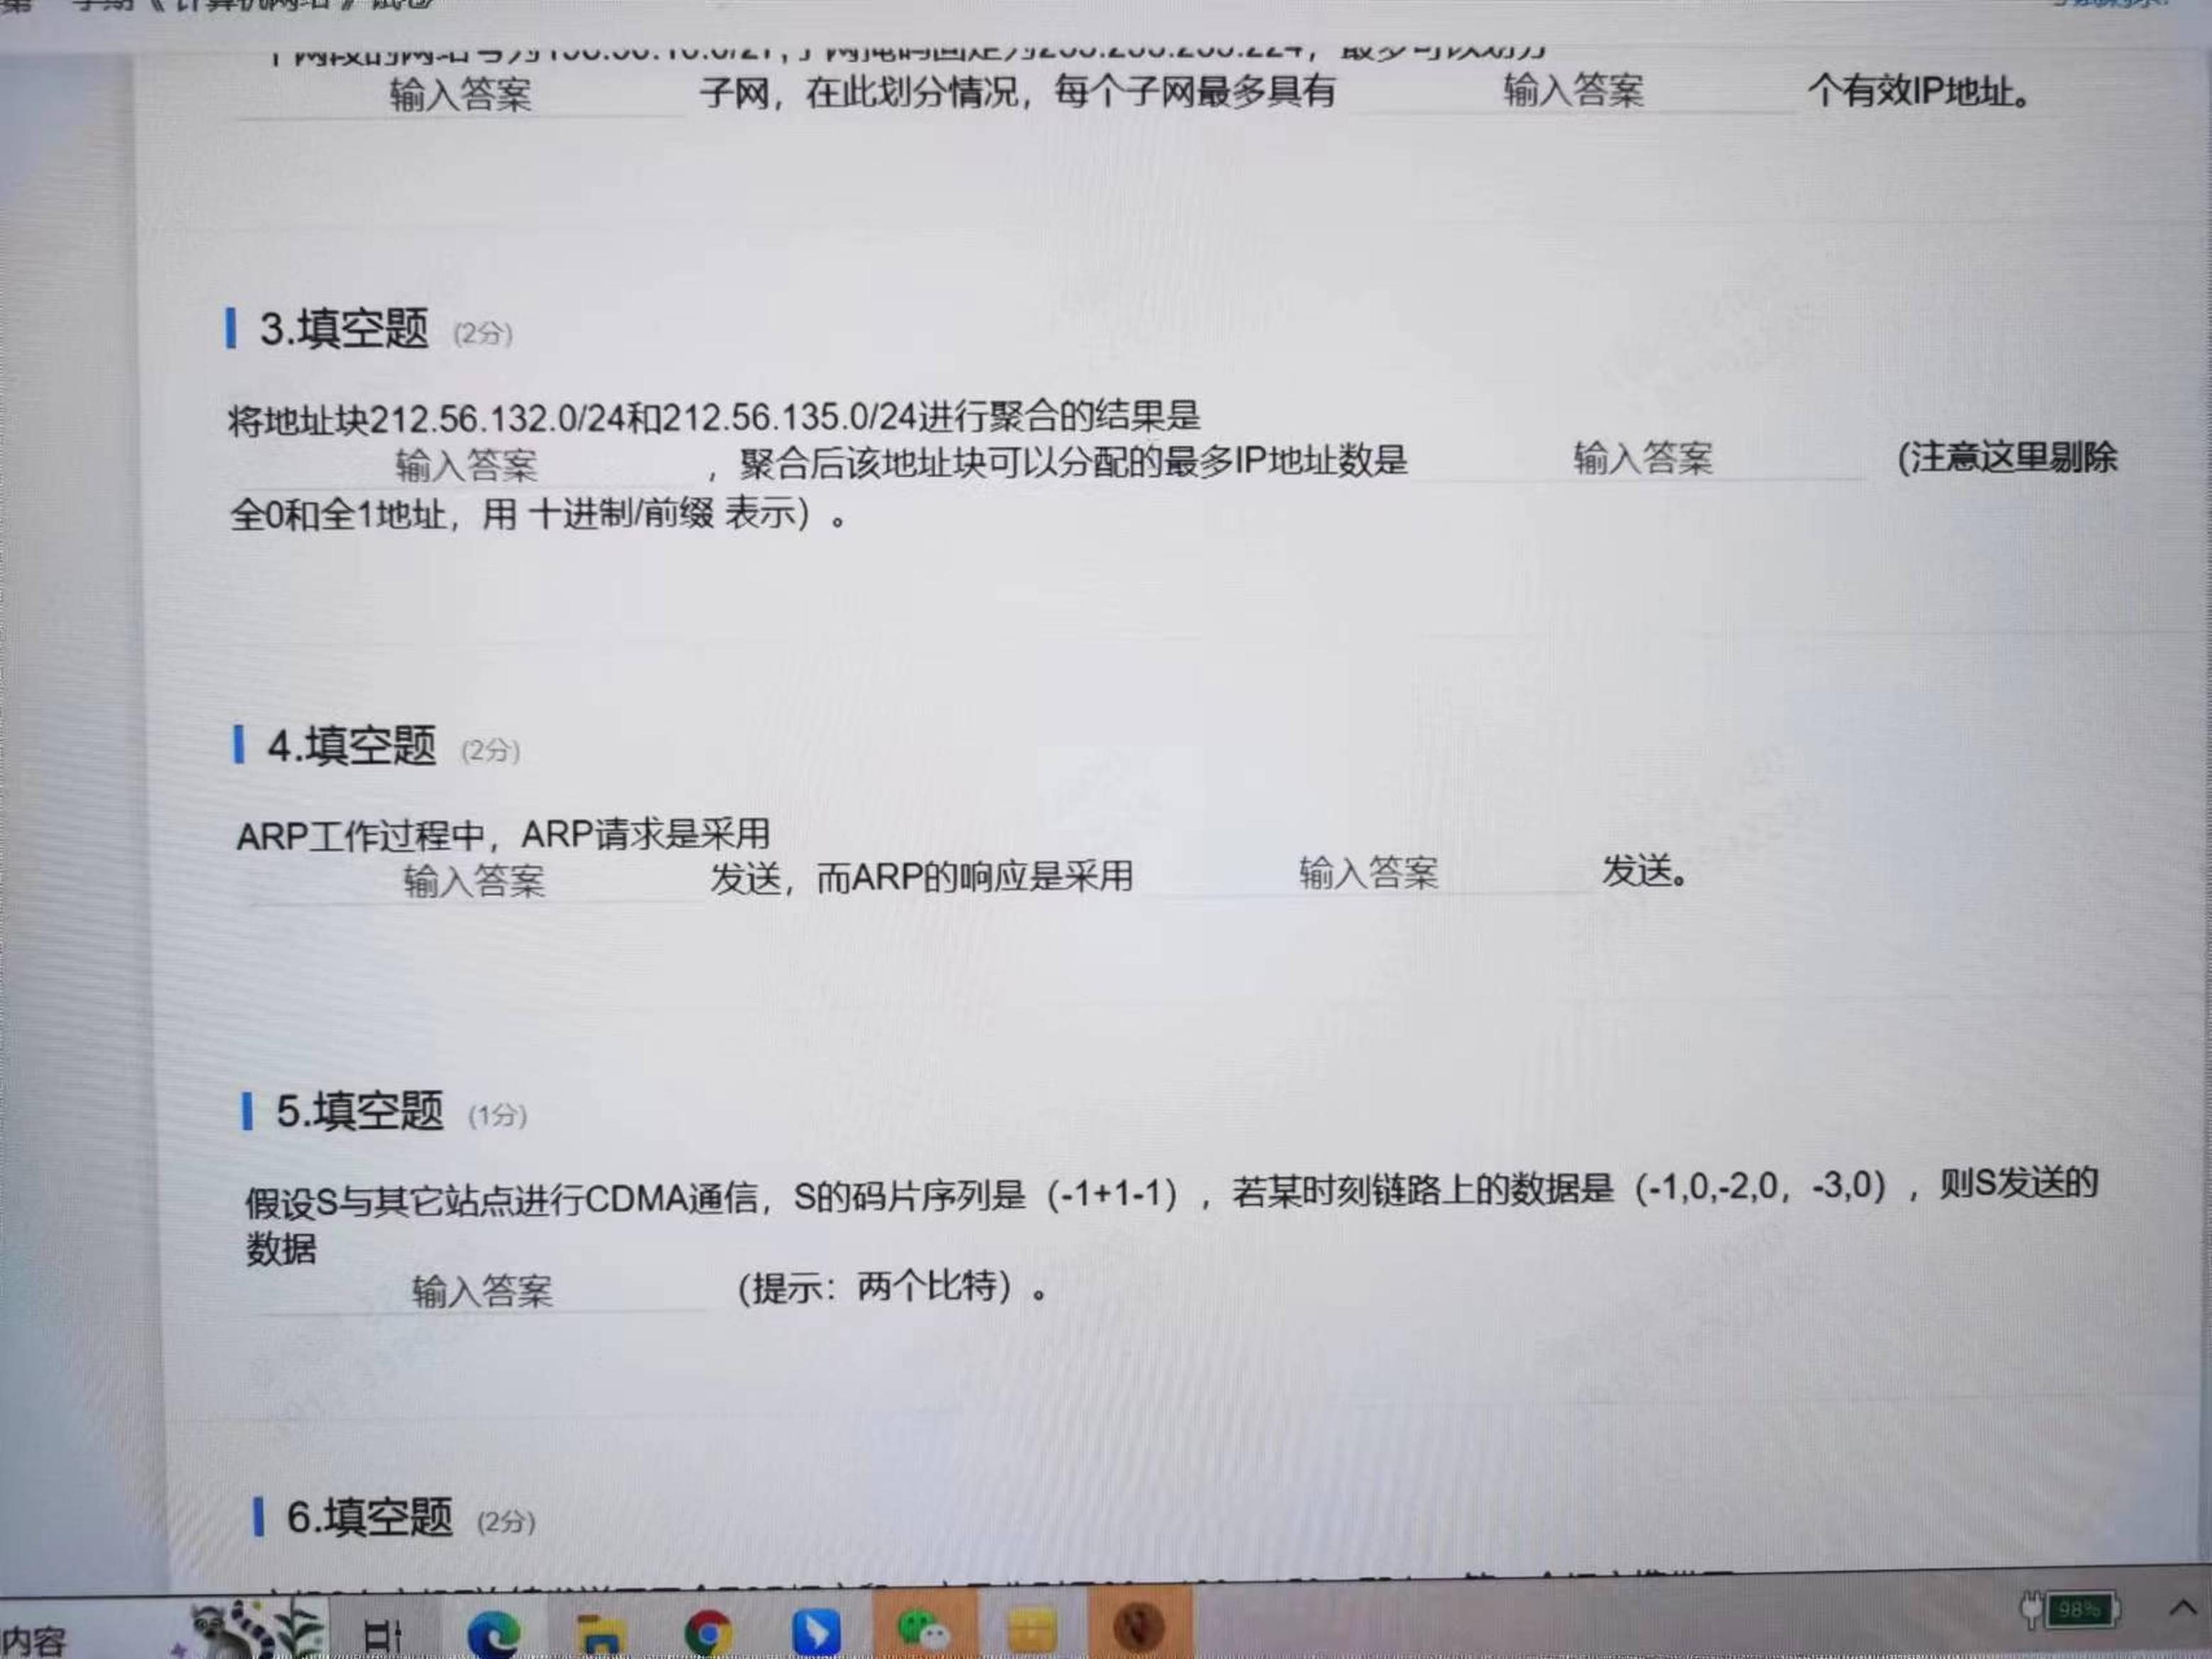 学期《计算机网络》试卷
输入答案 子网，在此划分情况，每个子网最多具有 输入答案 个有效IP地址。
3.填空题 (2分)
将地址块212.56.132.0/24和212.56.135.0/24进行聚合的结果是
输入答案 ，聚合后该地址块可以分配的最多IP地址数是 输入答案 (注意这里剔除
全0和全1地址，用 十进制/前缀 表示）。
4.填空题 (2分)
ARP工作过程中，ARP请求是采用
输入答案 发送，而ARP的响应是采用 输入答案 发送。
5.填空题 (1分)
假设S与其它站点进行CDMA通信，S的码片序列是（-1+1-1），若某时刻链路上的数据是（-1,0,-2,0，-3,0），则S发送的
数据
输入答案 (提示：两个比特）。
6.填空题 (2分)
内容
98%